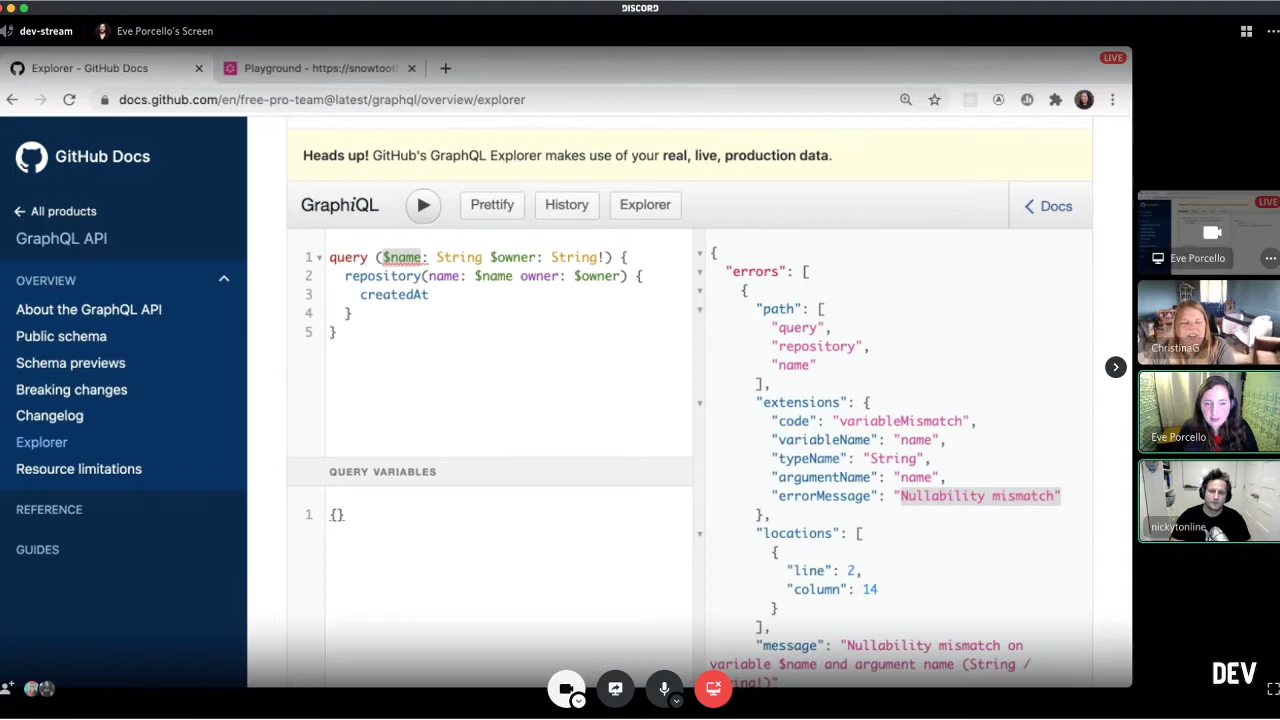 DISCORD
dev-stream
Eve Porcello's Screen
Explorer - GitHub Docs
Playground - https://snowtooth
LIVE
docs.github.com/en/free-pro-team@latest/graphql/overview/explorer
GitHub Docs
All products
GraphQL API
OVERVIEW
About the GraphQL API
Public schema
Schema previews
Breaking changes
Changelog
Explorer
Resource limitations
REFERENCE
GUIDES
Heads up! GitHub's GraphQL Explorer makes use of your real, live, production data.
GraphiQL
Prettify
History
Explorer
Docs
1 query ($name: String $owner: String!) {
2 repository(name: $name owner: $owner) {
3 createdAt
4 }
5 }
QUERY VARIABLES
1 {}
{
"errors": [
{
"path": [
"query",
"repository",
"name"
],
"extensions": {
"code": "variableMismatch",
"variableName": "name",
"typeName": "String",
"argumentName": "name",
"errorMessage": "Nullability mismatch"
},
"locations": [
{
"line": 2,
"column": 14
}
],
"message": "Nullability mismatch on
variable $name and argument name (String /
String!)"
LIVE
Eve Porcello
ChristinaG
Eve Porcello
nickytonline
DEV